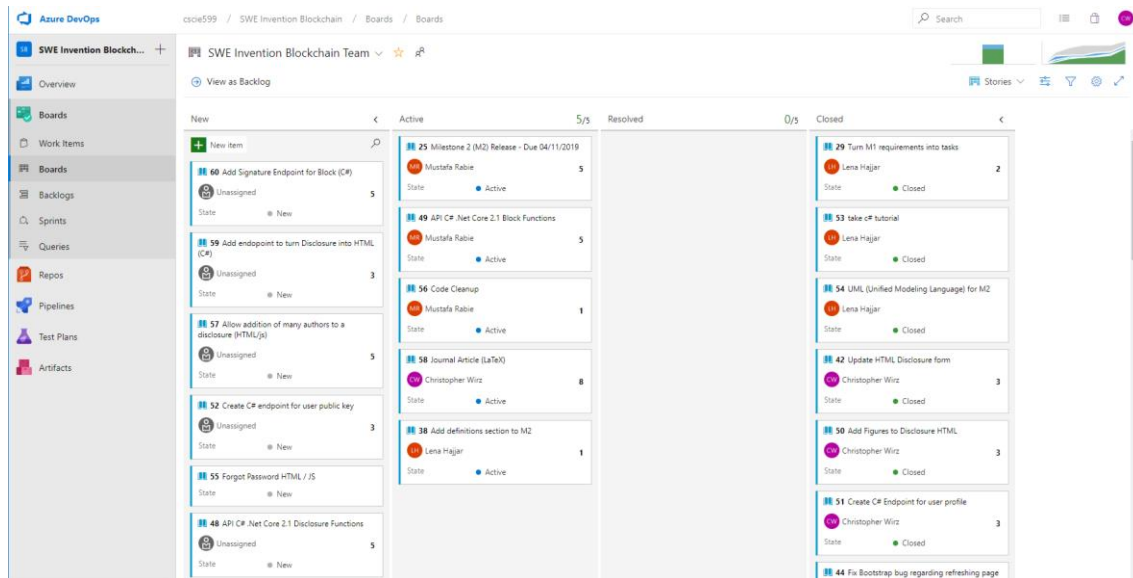 Azure DevOps
cscie599 / SWE Invention Blockchain / Boards / Boards
Search
CW
SWE Invention Blockch...
SWE Invention Blockchain Team
Overview
View as Backlog
Stories
Boards
Work Items
Boards
Backlogs
Sprints
Queries
Repos
Pipelines
Test Plans
Artifacts
New
New item
60 Add Signature Endpoint for Block (C#)
Unassigned
5
State New
59 Add endopoint to turn Disclosure into HTML
(C#)
Unassigned
3
State New
57 Allow addition of many authors to a
disclosure (HTML/js)
Unassigned
5
State New
52 Create C# endpoint for user public key
Unassigned
3
State New
55 Forgot Password HTML / JS
State New
48 API C# .Net Core 2.1 Disclosure Functions
Unassigned
5
State New
Active 5/5
25 Milestone 2 (M2) Release - Due 04/11/2019
MR Mustafa Rabie
5
State Active
49 API C# .Net Core 2.1 Block Functions
MR Mustafa Rabie
5
State Active
56 Code Cleanup
MR Mustafa Rabie
1
State Active
58 Journal Article (LaTeX)
CW Christopher Wirz
8
State Active
38 Add definitions section to M2
LH Lena Hajjar
1
State Active
Resolved 0/5
Closed
29 Turn M1 requirements into tasks
LH Lena Hajjar
2
State Closed
53 take c# tutorial
LH Lena Hajjar
State Closed
54 UML (Unified Modeling Language) for M2
LH Lena Hajjar
State Closed
42 Update HTML Disclosure form
CW Christopher Wirz
3
State Closed
50 Add Figures to Disclosure HTML
CW Christopher Wirz
3
State Closed
51 Create C# Endpoint for user profile
CW Christopher Wirz
3
State Closed
44 Fix Bootstrap bug regarding refreshing page